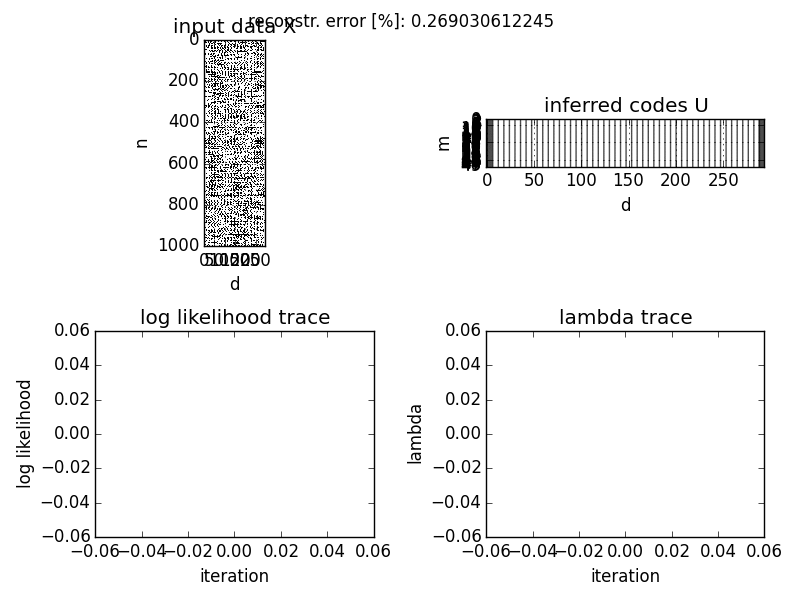 reconstr. error [%]: 0.269030612245
input data X
0
200
400
600
800
1000
n
d
inferred codes U
m
0 50 100 150 200 250
d
log likelihood trace
0.06
0.04
0.02
0.00
−0.02
−0.04
−0.06
log likelihood
−0.06 −0.04 −0.02 0.00 0.02 0.04 0.06
iteration
lambda trace
0.06
0.04
0.02
0.00
−0.02
−0.04
−0.06
lambda
−0.06 −0.04 −0.02 0.00 0.02 0.04 0.06
iteration